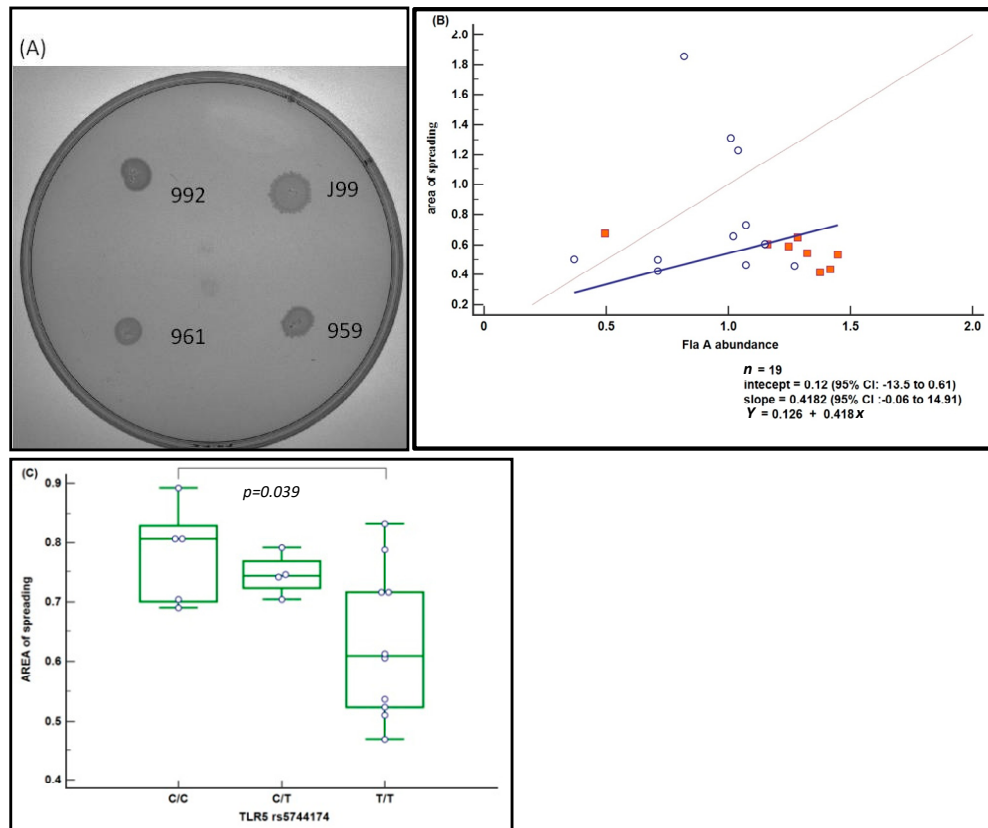 (A)
992
J99
961
959
(B)
area of spreading
2.0
1.8
1.6
1.4
1.2
1.0
0.8
0.6
0.4
0.2
0 0.5 1.0 1.5 2.0
Fla A abundance
n = 19
intecept = 0.12 (95% CI: -13.5 to 0.61)
slope = 0.4182 (95% CI :-0.06 to 14.91)
Y = 0.126 + 0.418x
(C)
p=0.039
AREA of spreading
0.9
0.8
0.7
0.6
0.5
0.4
C/C C/T T/T
TLR5 rs5744174